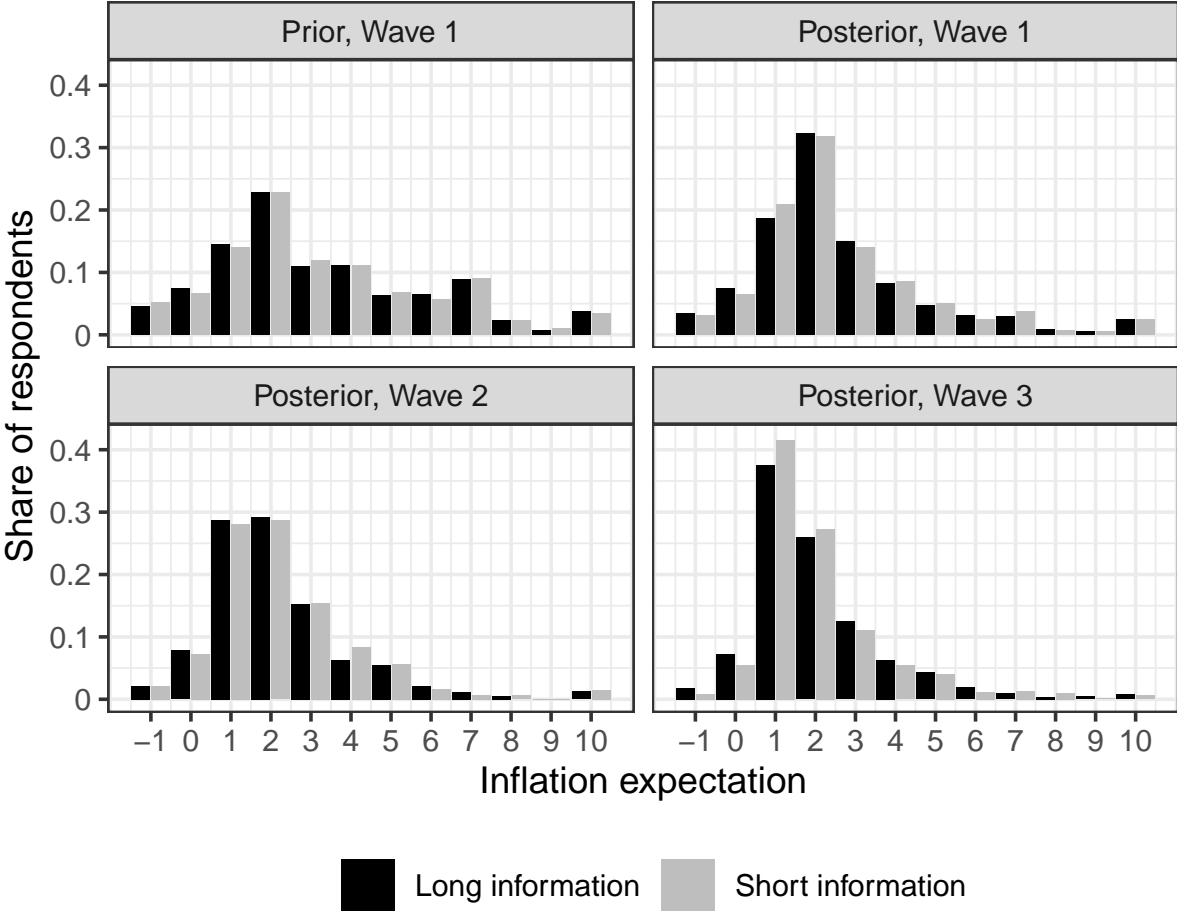 Prior, Wave 1
Posterior, Wave 1
0.4
0.3
0.2
0.1
0
Posterior, Wave 2
Posterior, Wave 3
0.4
0.3
0.2
0.1
0
Share of respondents
−1 0 1 2 3 4 5 6 7 8 9 10
−1 0 1 2 3 4 5 6 7 8 9 10
Inflation expectation
Long information
Short information